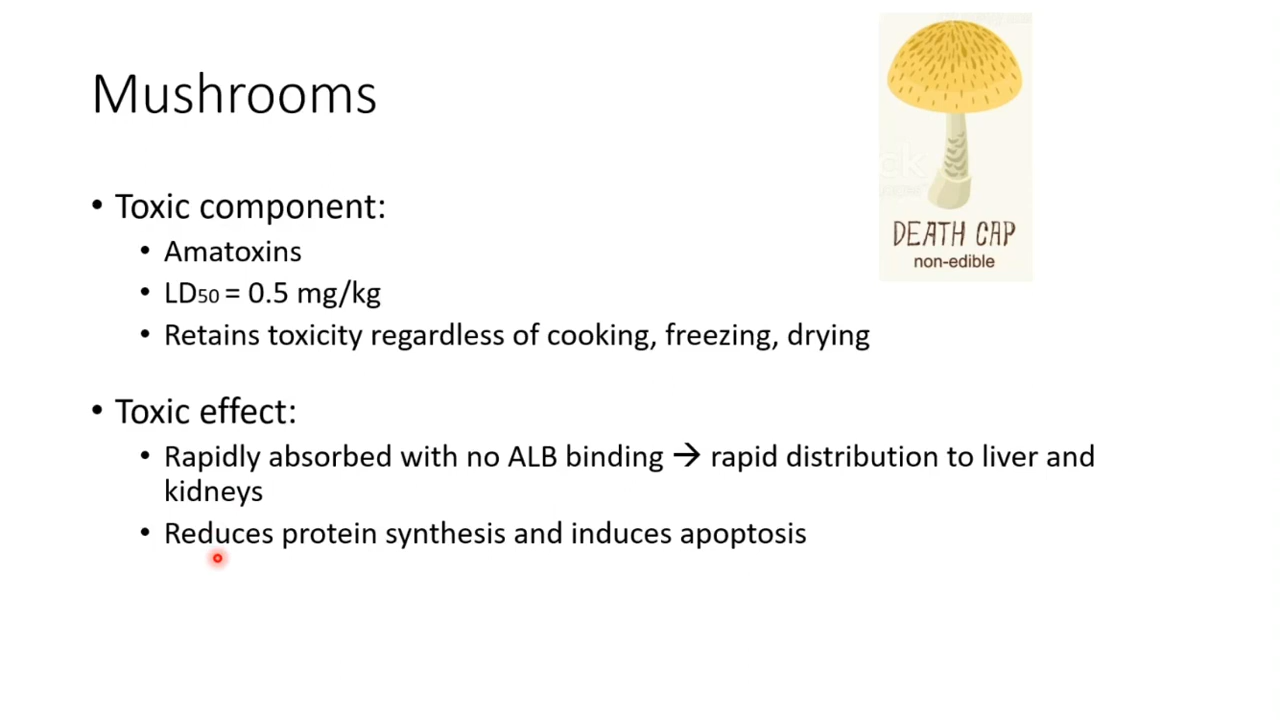 Mushrooms
DEATH CAP
non-edible
• Toxic component:
• Amatoxins
• LD50 = 0.5 mg/kg
• Retains toxicity regardless of cooking, freezing, drying
• Toxic effect:
• Rapidly absorbed with no ALB binding → rapid distribution to liver and
kidneys
• Reduces protein synthesis and induces apoptosis